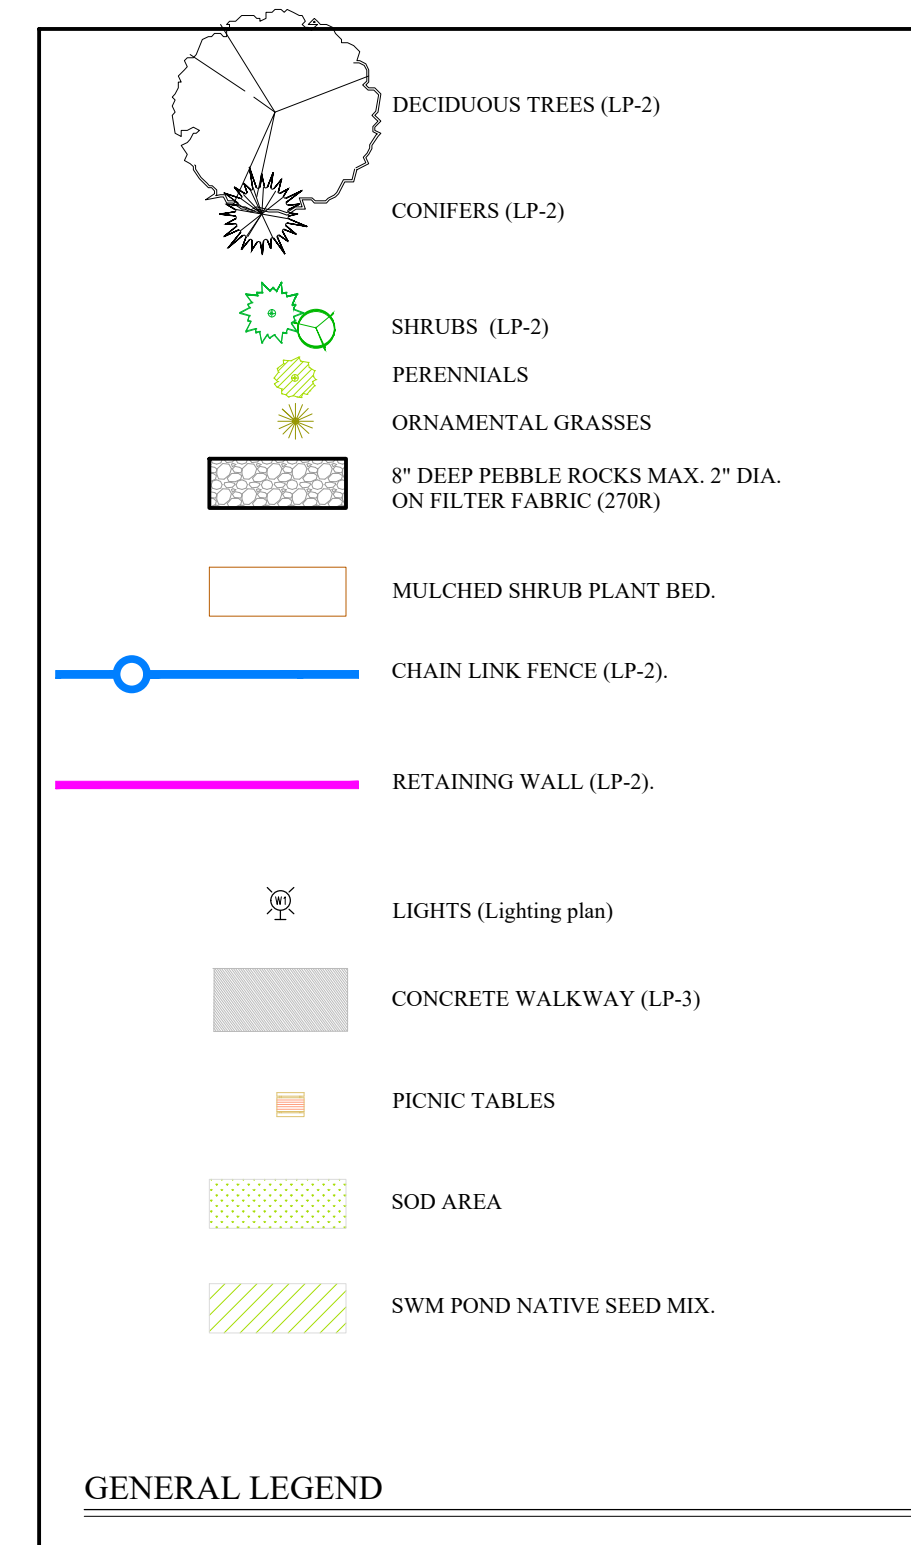 DECIDUOUS TREES (LP-2)
CONIFERS (LP-2)
SHRUBS (LP-2)
PERENNIALS
ORNAMENTAL GRASSES
8" DEEP PEBBLE ROCKS MAX. 2" DIA.
ON FILTER FABRIC (270R)
MULCHED SHRUB PLANT BED.
CHAIN LINK FENCE (LP-2).
RETAINING WALL (LP-2).
W1
LIGHTS (Lighting plan)
CONCRETE WALKWAY (LP-3)
PICNIC TABLES
SOD AREA
SWM POND NATIVE SEED MIX.
GENERAL LEGEND